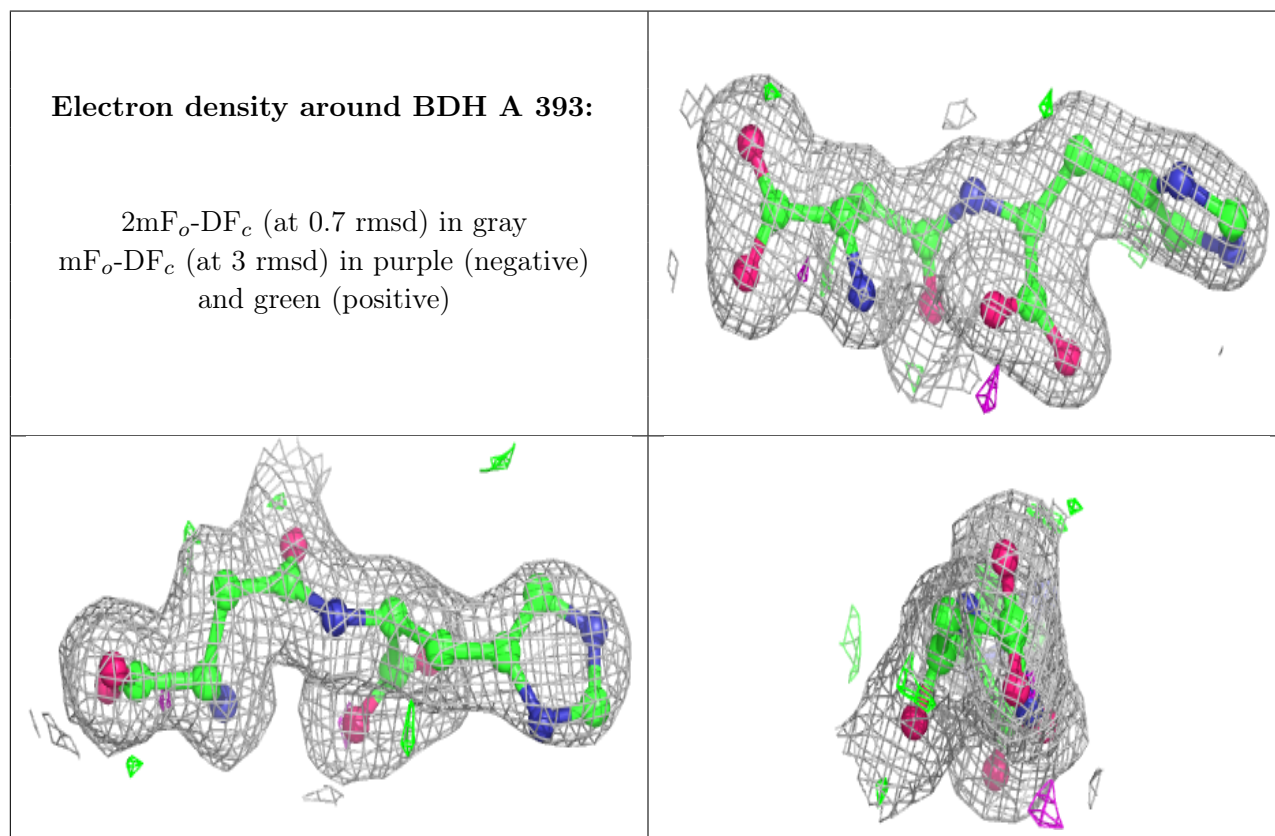 Electron density around BDH A 393:
2mFo-DFc (at 0.7 rmsd) in gray
mFo-DFc (at 3 rmsd) in purple (negative)
and green (positive)